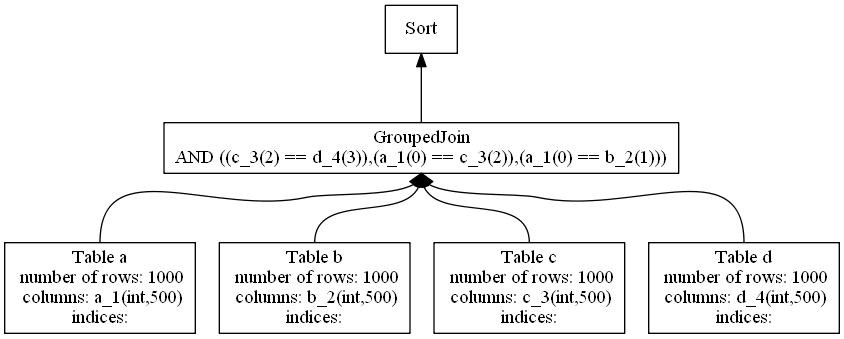 Sort
GroupedJoin
AND ((c_3(2) == d_4(3)),(a_1(0) == c_3(2)),(a_1(0) == b_2(1)))
Table a
number of rows: 1000
columns: a_1(int,500)
indices:
Table b
number of rows: 1000
columns: b_2(int,500)
indices:
Table c
number of rows: 1000
columns: c_3(int,500)
indices:
Table d
number of rows: 1000
columns: d_4(int,500)
indices: